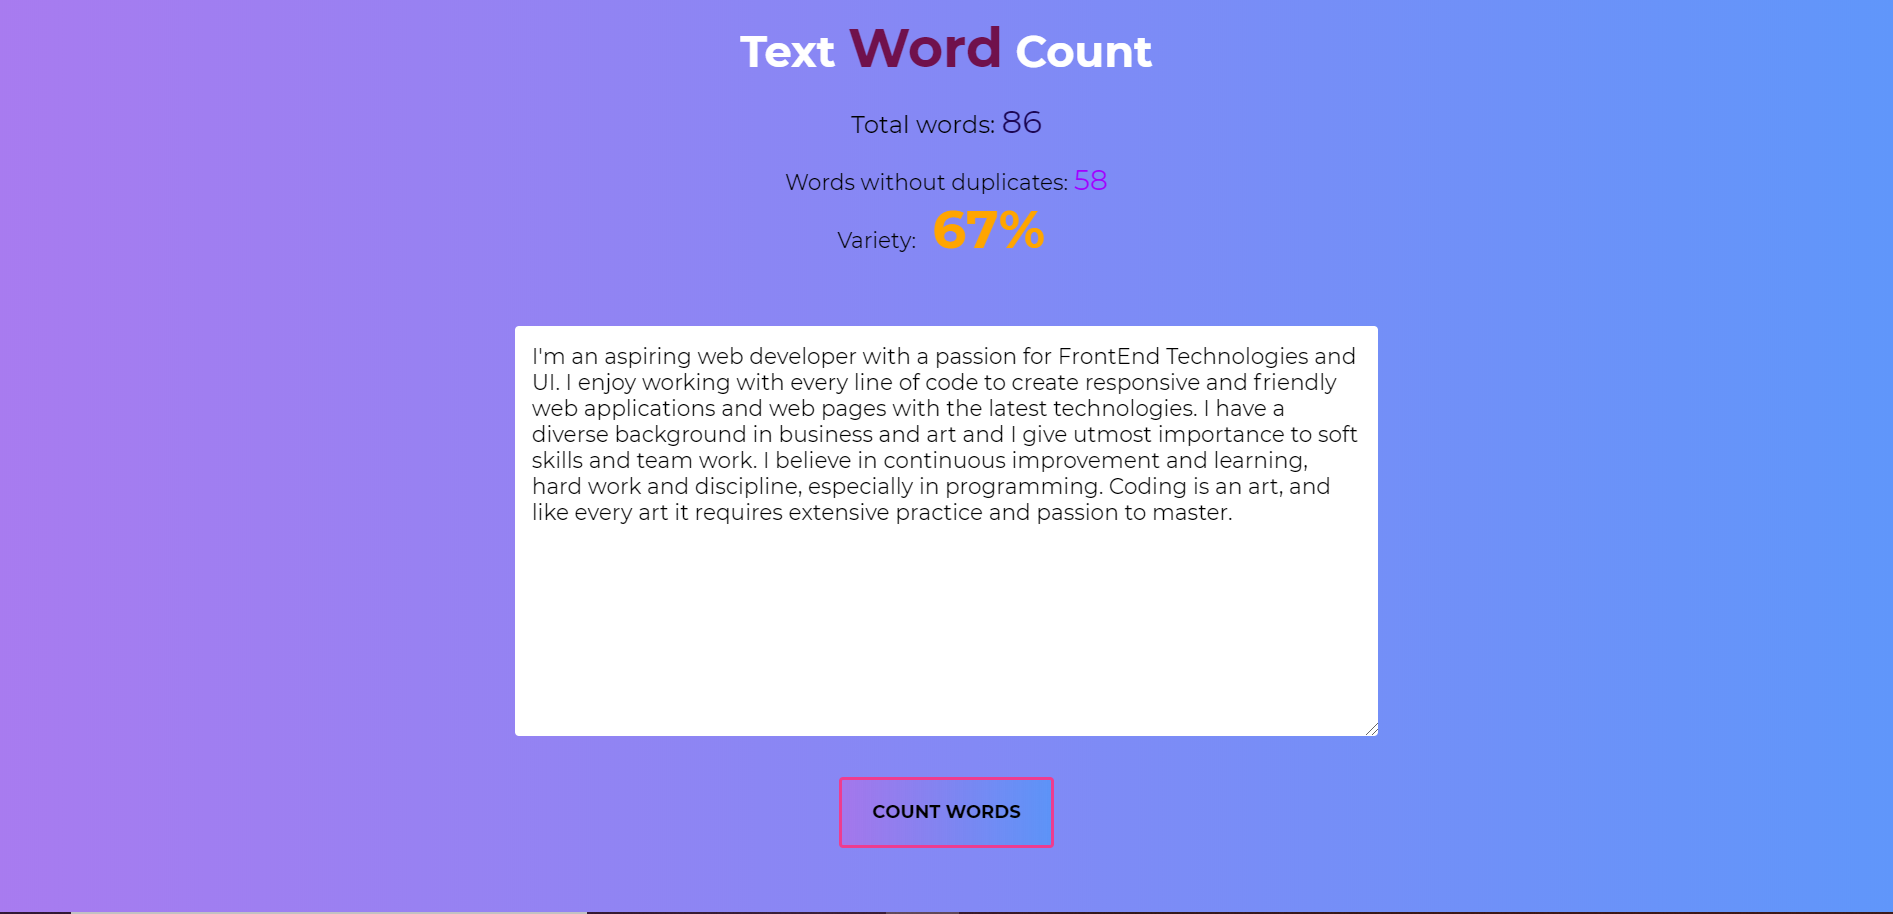 Text Word Count
Total words: 86
Words without duplicates: 58
Variety: 67%
I'm an aspiring web developer with a passion for FrontEnd Technologies and
UI. I enjoy working with every line of code to create responsive and friendly
web applications and web pages with the latest technologies. I have a
diverse background in business and art and I give utmost importance to soft
skills and team work. I believe in continuous improvement and learning,
hard work and discipline, especially in programming. Coding is an art, and
like every art it requires extensive practice and passion to master.
COUNT WORDS